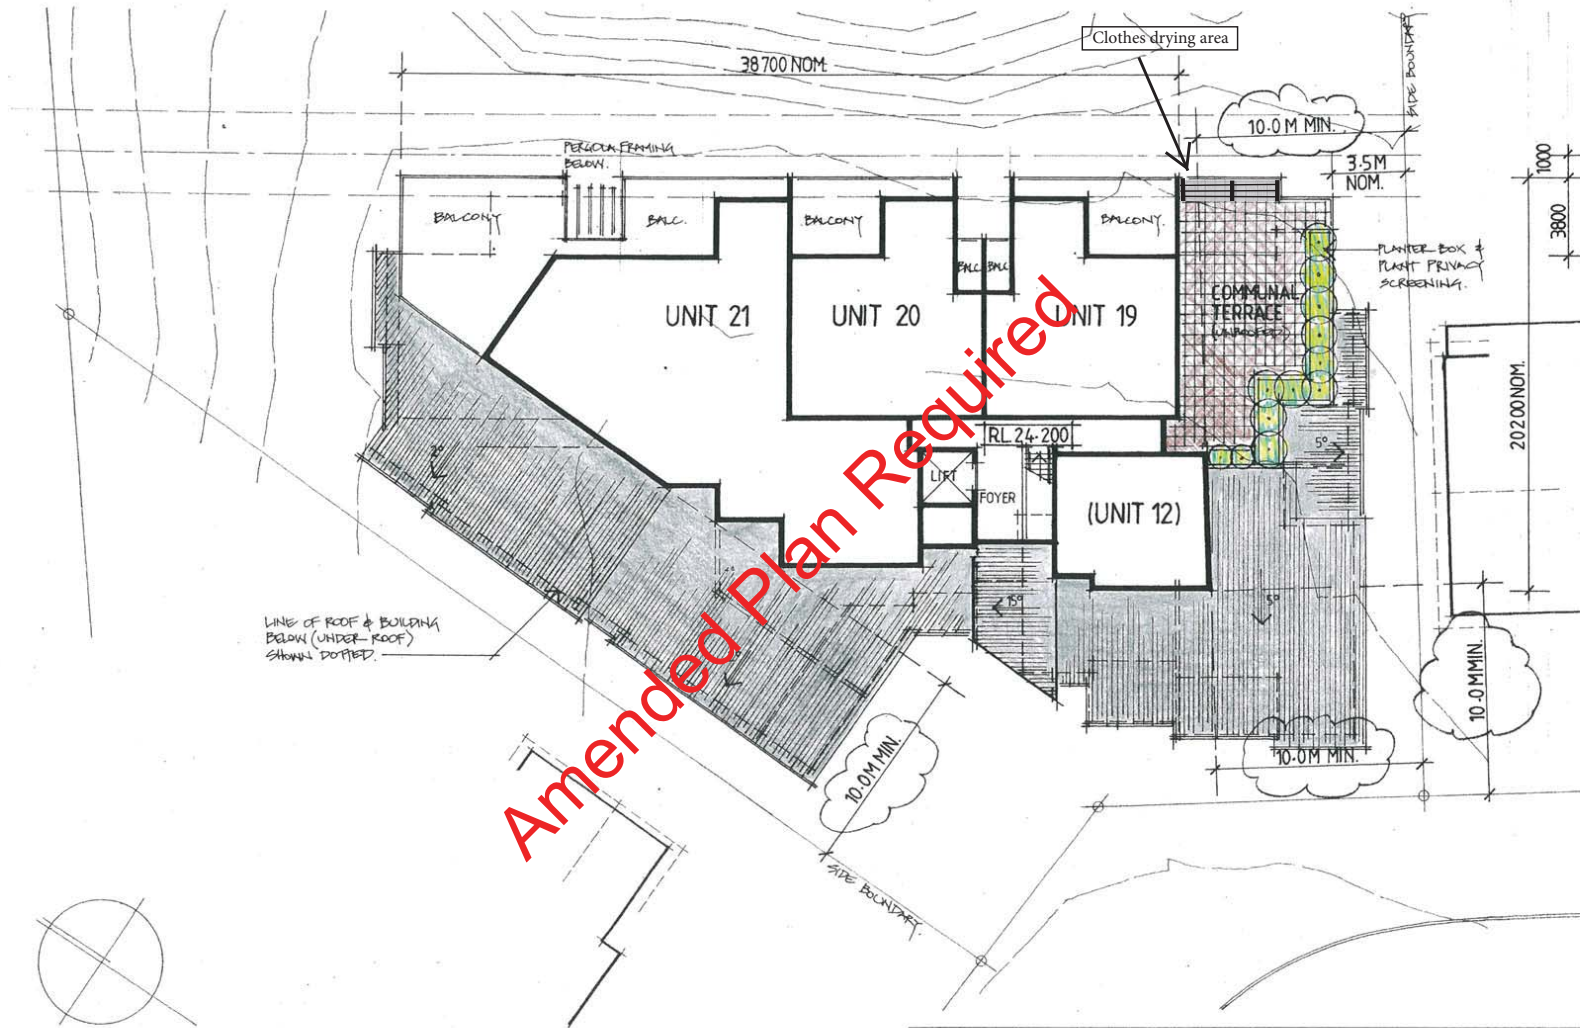 Clothes drying area
SIDE BOUNDARY
38700 NOM.
10.0 M MIN.
3.5M
NOM.
1000
3800
PERGOLA FRAMING
BELOW.
BALCONY
BALC.
BALCONY
BALCONY.
BALC
BALC
PLANTER BOX &
PLANT PRIVACY
SCREENING.
COMMUNAL
TERRACE
(UNROOFED)
UNIT 21
UNIT 20
UNIT 19
20200 NOM.
RL 24.200
2°
5°
LIFT
FOYER
(UNIT 12)
15°
5°
Amended Plan Required
LINE OF ROOF & BUILDING
BELOW (UNDER ROOF)
SHOWN DOTTED.
10.0M MIN.
10.0M MIN.
10.0M MIN.
SIDE BOUNDARY.